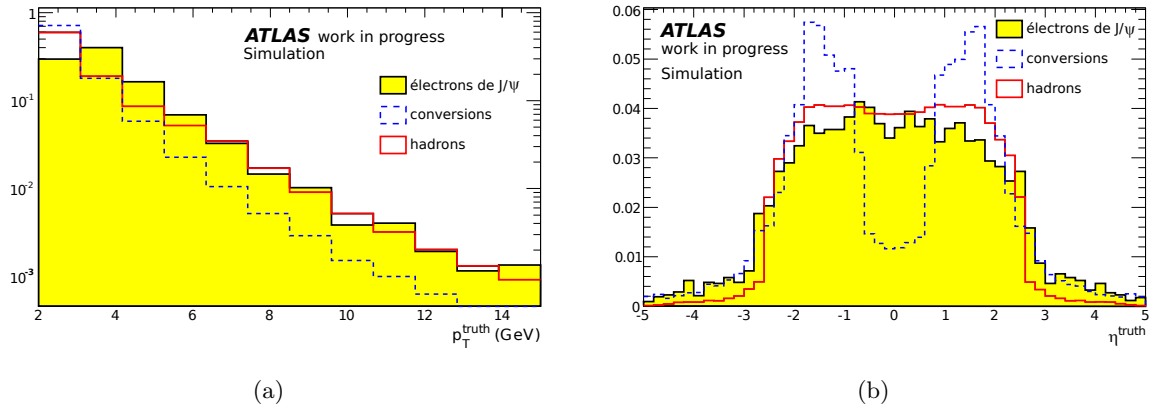 1
10⁻¹
10⁻²
10⁻³
2 4 6 8 10 12 14
p_T^truth (GeV)
ATLAS work in progress
Simulation
électrons de J/ψ
conversions
hadrons
(a)
0.06
0.05
0.04
0.03
0.02
0.01
0
-5 -4 -3 -2 -1 0 1 2 3 4 5
η^truth
ATLAS
work in progress
Simulation
électrons de J/ψ
conversions
hadrons
(b)